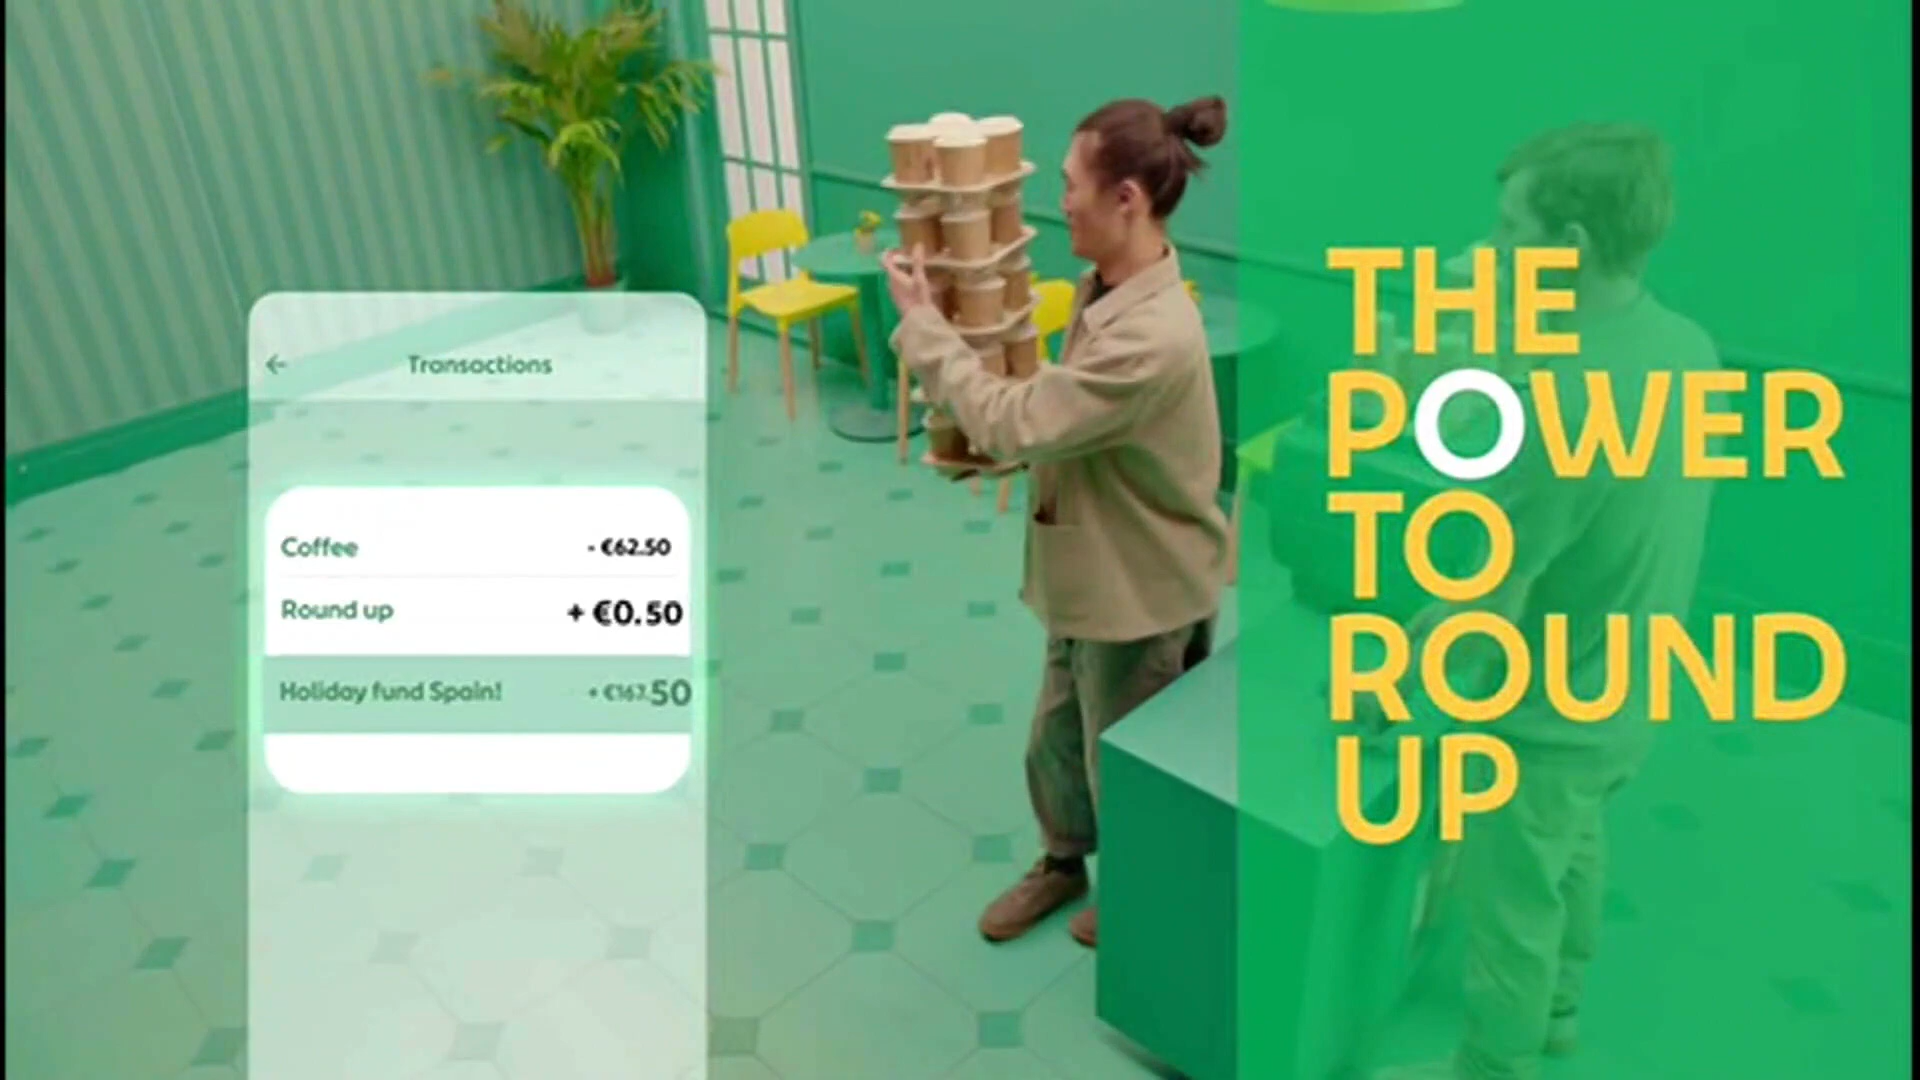 Transactions
Coffee - €62.50
Round up + €0.50
Holiday fund Spain! + €167.50
THE
POWER
TO
ROUND
UP